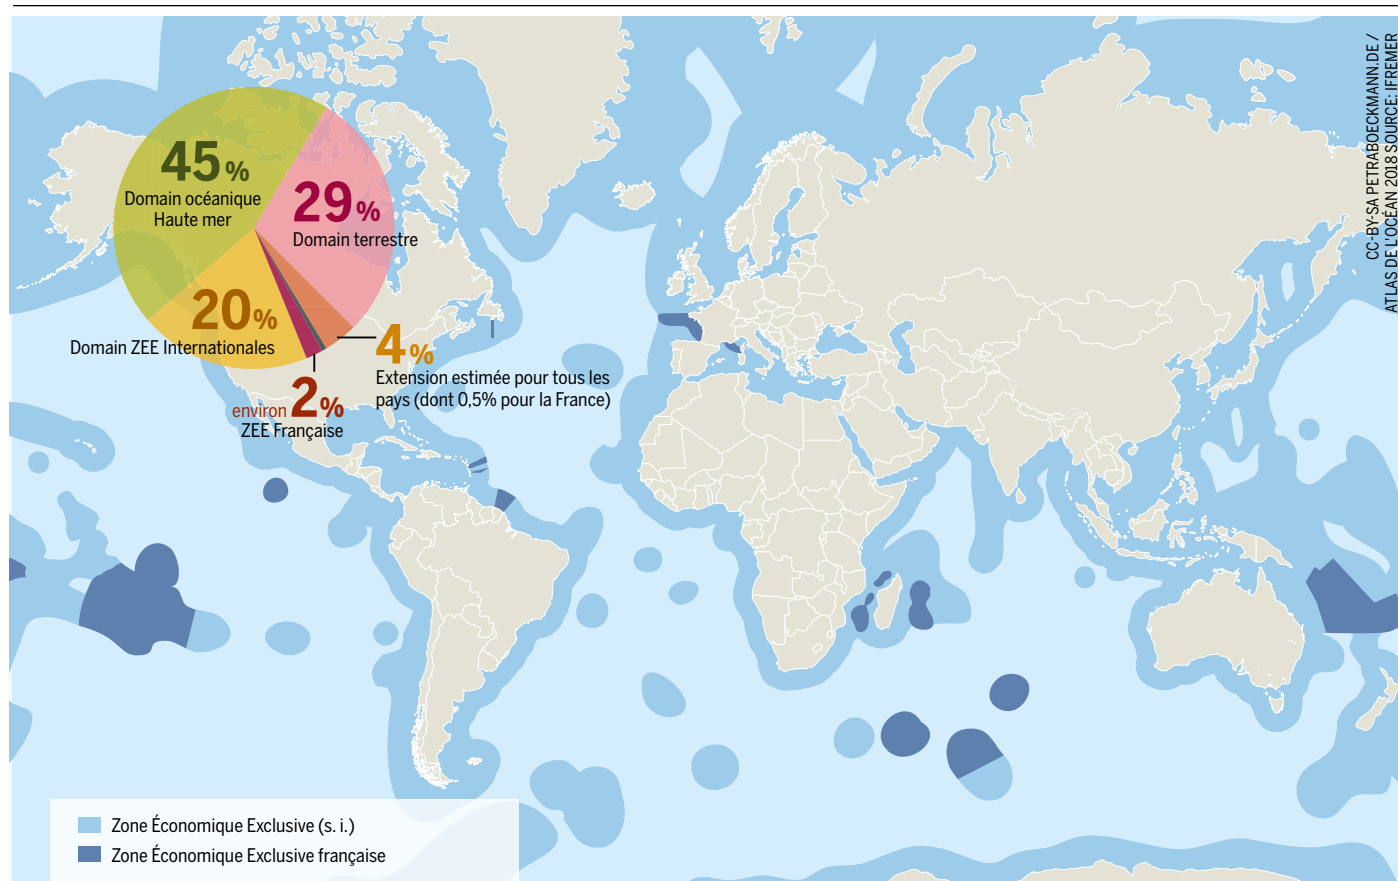 45 %
Domain océanique
Haute mer
29 %
Domain terrestre
20 %
Domain ZEE Internationales
4 %
Extension estimée pour tous les
pays (dont 0,5% pour la France)
environ 2 %
ZEE Française
Zone Économique Exclusive (s. i.)
Zone Économique Exclusive française
CC-BY-SA PETRABOECKMANN.DE /
ATLAS DE L'OCÉAN 2018 SOURCE: IFREMER